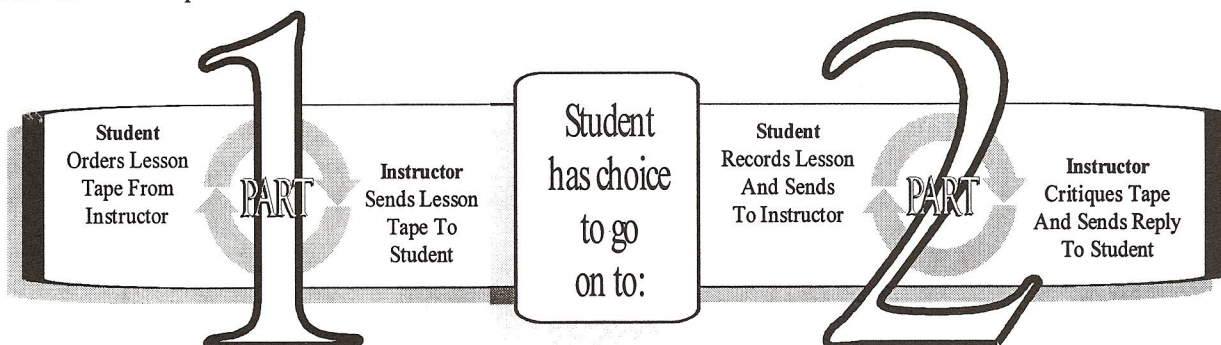 1
PART
Student
Orders Lesson
Tape From
Instructor
Instructor
Sends Lesson
Tape To
Student
Student
has choice
to go
on to:
2
PART
Student
Records Lesson
And Sends
To Instructor
Instructor
Critiques Tape
And Sends Reply
To Student